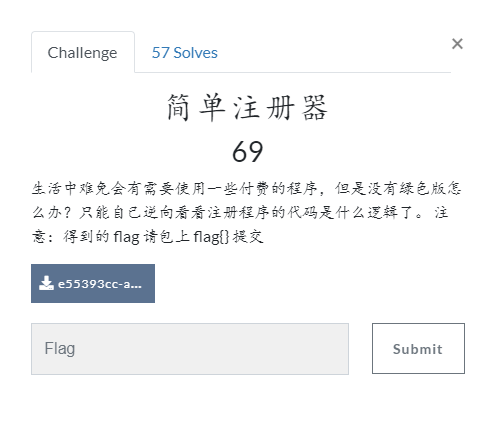 Challenge 57 Solves ×
简单注册器
69
生活中难免会有需要使用一些付费的程序，但是没有绿色版怎
么办？只能自己逆向看看注册程序的代码是什么逻辑了。 注
意：得到的 flag 请包上 flag{} 提交
e55393cc-a...
Flag Submit